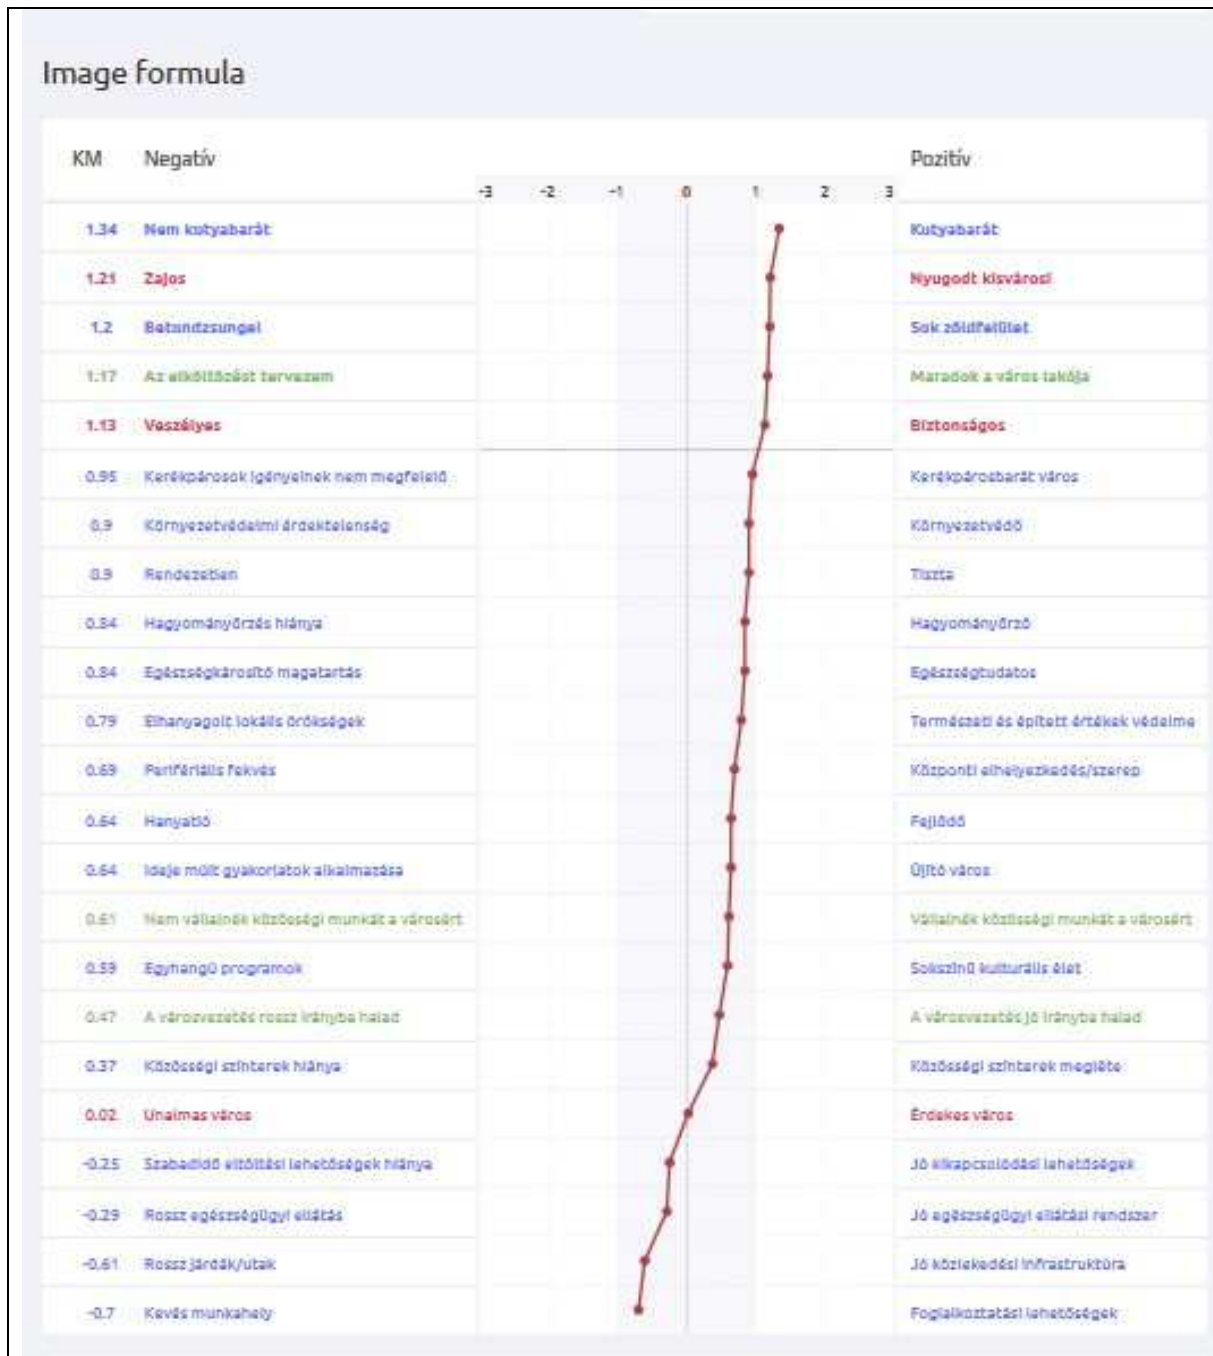 Image formula
KM Negatív Pozitív
-3 -2 -1 0 1 2 3
1.34 Nem kutyabarát Kutyabarát
1.21 Zajos Nyugodt kisvárosi
1.2 Betondzsungel Sok zöldfelület
1.17 Az elköltözést tervezem Maradok a város lakója
1.13 Veszélyes Biztonságos
0.95 Kerékpárosok igényeinek nem megfelelő Kerékpárosbarát város
0.9 Környezetvédelmi érdektelenség Környezetvédő
0.9 Rendezetlen Tiszta
0.84 Hagyományőrzés hiánya Hagyományőrző
0.84 Egészségkárosító magatartás Egészségtudatos
0.79 Elhanyagolt lokális örökségek Természeti és épített értékek védelme
0.69 Perifériális fekvés Központi elhelyezkedés/szerep
0.64 Hanyatló Fejlődő
0.64 Ideje múlt gyakorlatok alkalmazása Újító város
0.61 Nem vállalnék közösségi munkát a városért Vállalnék közösségi munkát a városért
0.59 Egyhangú programok Sokszínű kulturális élet
0.47 A városvezetés rossz irányba halad A városvezetés jó irányba halad
0.37 Közösségi színterek hiánya Közösségi színterek megléte
0.02 Unalmas város Érdekes város
-0.25 Szabadidő eltöltési lehetőségek hiánya Jó kikapcsolódási lehetőségek
-0.29 Rossz egészségügyi ellátás Jó egészségügyi ellátási rendszer
-0.61 Rossz járdák/utak Jó közlekedési infrastruktúra
-0.7 Kevés munkahely Foglalkoztatási lehetőségek